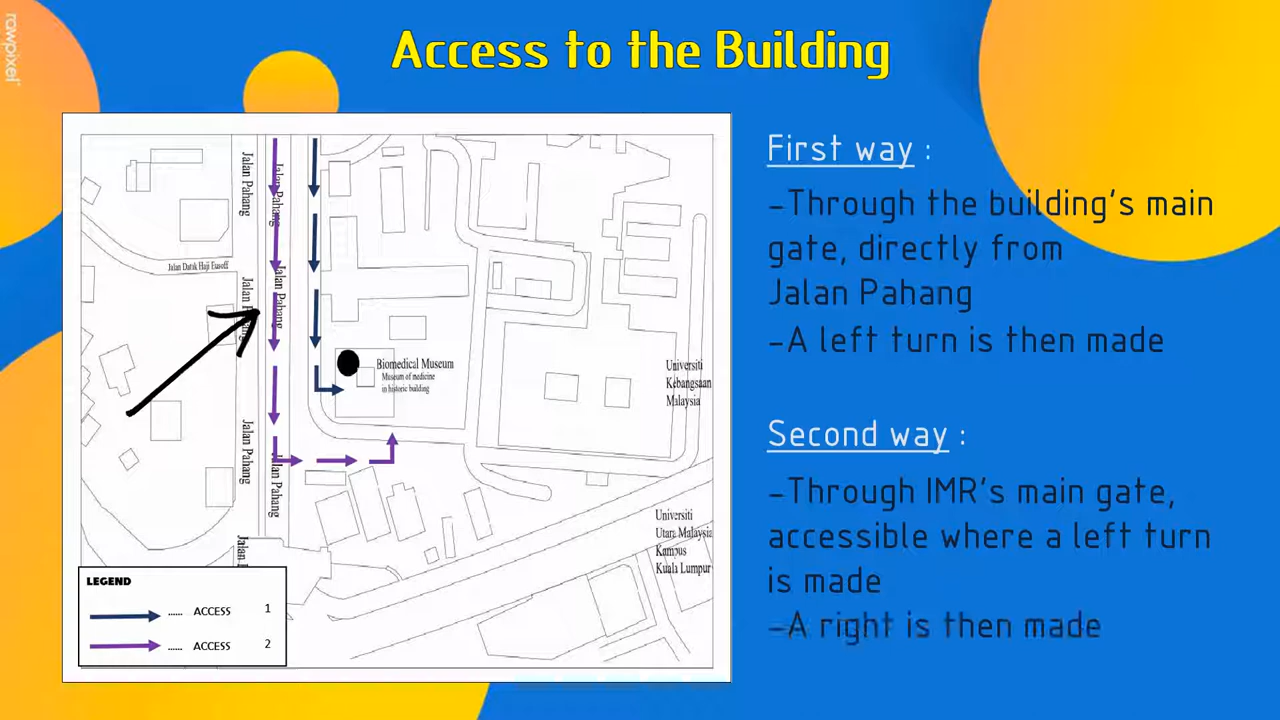 rawpixel
Access to the Building
First way :
-Through the building's main
gate, directly from
Jalan Pahang
-A left turn is then made
Second way :
-Through IMR's main gate,
accessible where a left turn
is made
-A right is then made
Jalan Pahang
Jalan Pahang
Jalan Datuk Haji Eusoff
Jalan Pahang
Jalan Pahang
Biomedical Museum
Museum of medicine
in historic building
Universiti
Kebangsaan
Malaysia
Jalan Pahang
Jalan Pahang
Universiti
Utara Malaysia
Kampus
Kuala Lumpur
Jalan
LEGEND
...... ACCESS 1
...... ACCESS 2